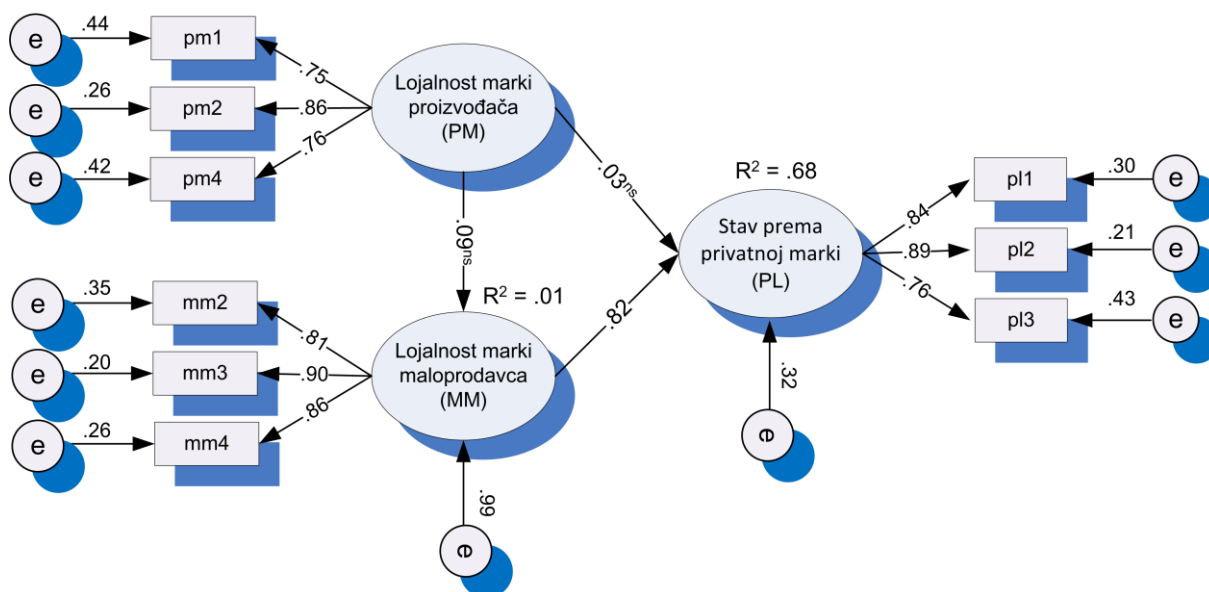 e
.44
pm1
e
.26
pm2
e
.42
pm4
.75
.86
.76
Lojalnost marki
proizvođača
(PM)
.03ns
.09ns
R² = .68
Stav prema
privatnoj marki
(PL)
.84
.89
.76
pl1
.30
e
pl2
.21
e
pl3
.43
e
e
.35
mm2
e
.20
mm3
e
.26
mm4
.81
.90
.86
R² = .01
Lojalnost marki
maloprodavca
(MM)
.82
.32
e
.99
e